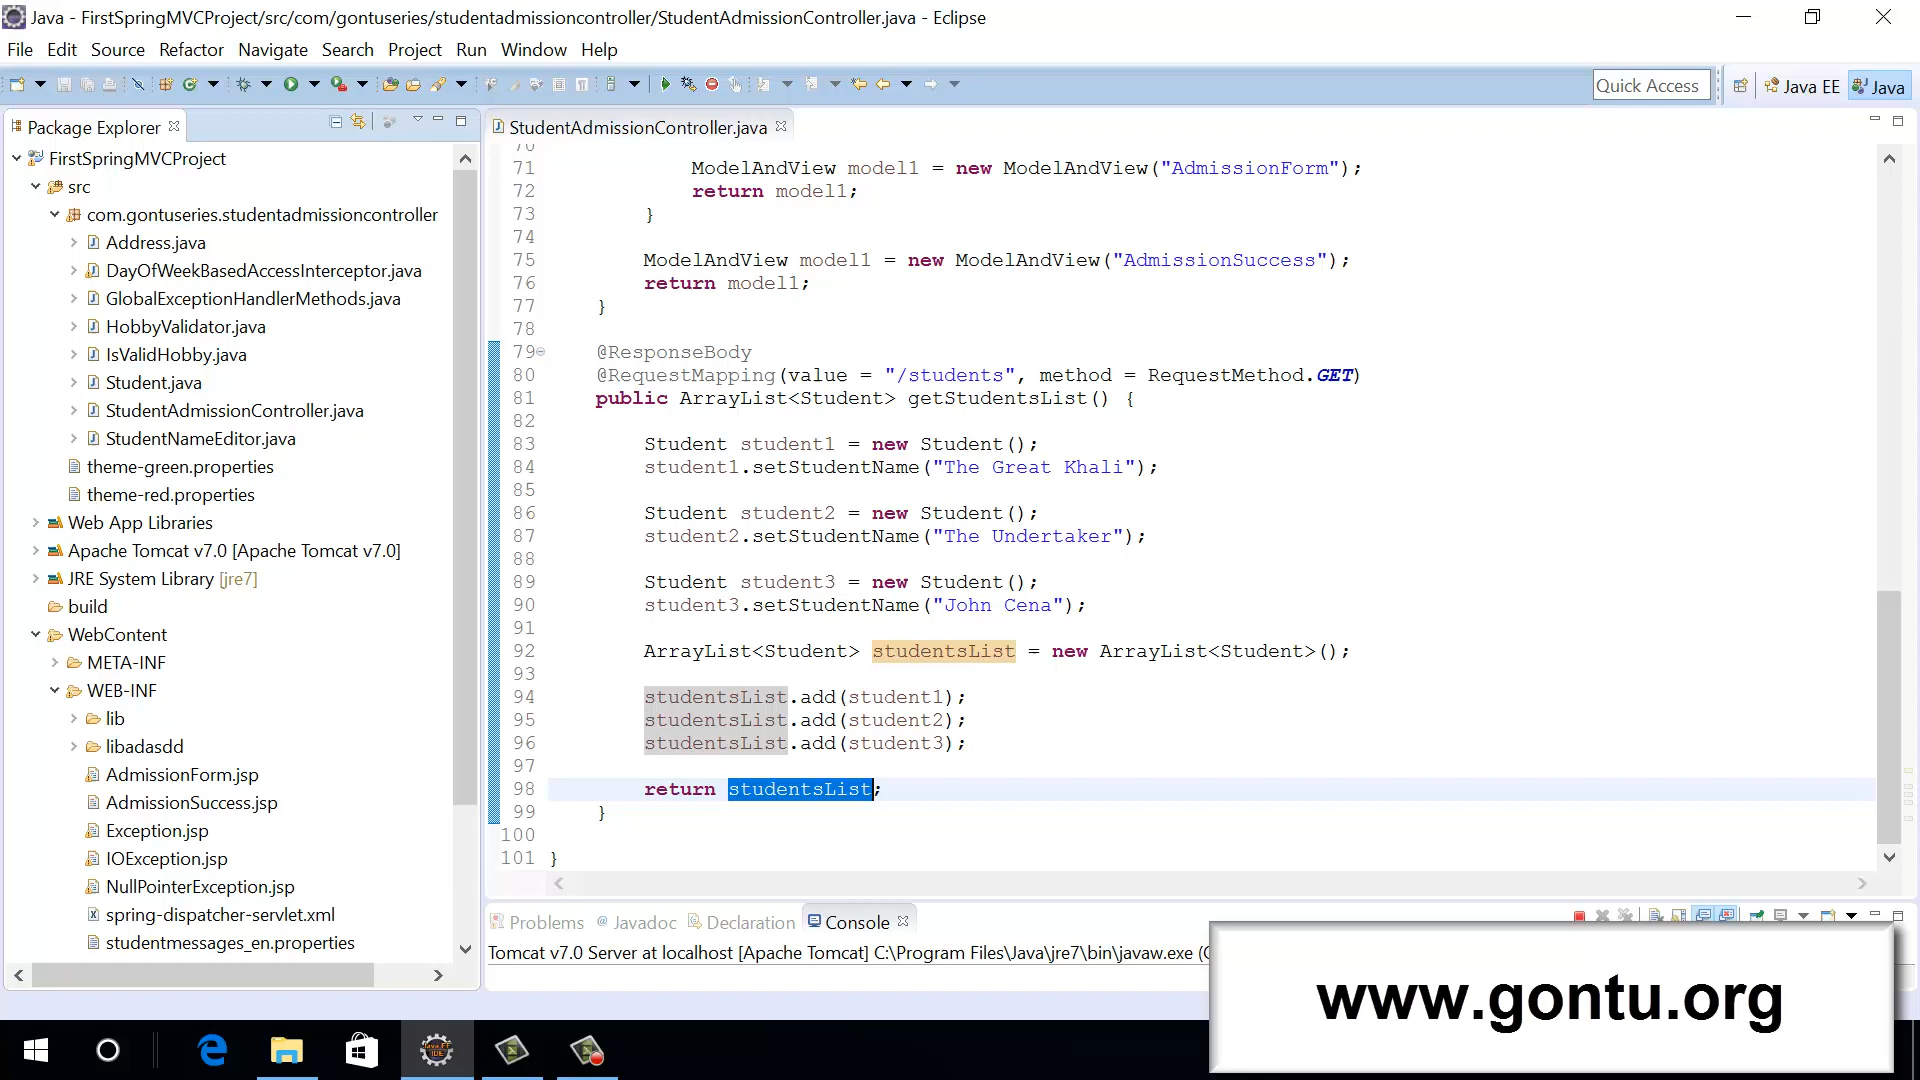 Java - FirstSpringMVCProject/src/com/gontuseries/studentadmissioncontroller/StudentAdmissionController.java - Eclipse
File Edit Source Refactor Navigate Search Project Run Window Help
Quick Access Java EE Java
Package Explorer
FirstSpringMVCProject
src
com.gontuseries.studentadmissioncontroller
Address.java
DayOfWeekBasedAccessInterceptor.java
GlobalExceptionHandlerMethods.java
HobbyValidator.java
IsValidHobby.java
Student.java
StudentAdmissionController.java
StudentNameEditor.java
theme-green.properties
theme-red.properties
Web App Libraries
Apache Tomcat v7.0 [Apache Tomcat v7.0]
JRE System Library [jre7]
build
WebContent
META-INF
WEB-INF
lib
libadasdd
AdmissionForm.jsp
AdmissionSuccess.jsp
Exception.jsp
IOException.jsp
NullPointerException.jsp
spring-dispatcher-servlet.xml
studentmessages_en.properties
StudentAdmissionController.java
70
71 ModelAndView model1 = new ModelAndView("AdmissionForm");
72 return model1;
73 }
74
75 ModelAndView model1 = new ModelAndView("AdmissionSuccess");
76 return model1;
77 }
78
79 @ResponseBody
80 @RequestMapping(value = "/students", method = RequestMethod.GET)
81 public ArrayList<Student> getStudentsList() {
82
83 Student student1 = new Student();
84 student1.setStudentName("The Great Khali");
85
86 Student student2 = new Student();
87 student2.setStudentName("The Undertaker");
88
89 Student student3 = new Student();
90 student3.setStudentName("John Cena");
91
92 ArrayList<Student> studentsList = new ArrayList<Student>();
93
94 studentsList.add(student1);
95 studentsList.add(student2);
96 studentsList.add(student3);
97
98 return studentsList;
99 }
100
101 }
Problems Javadoc Declaration Console
Tomcat v7.0 Server at localhost [Apache Tomcat] C:\Program Files\Java\jre7\bin\javaw.exe (
www.gontu.org